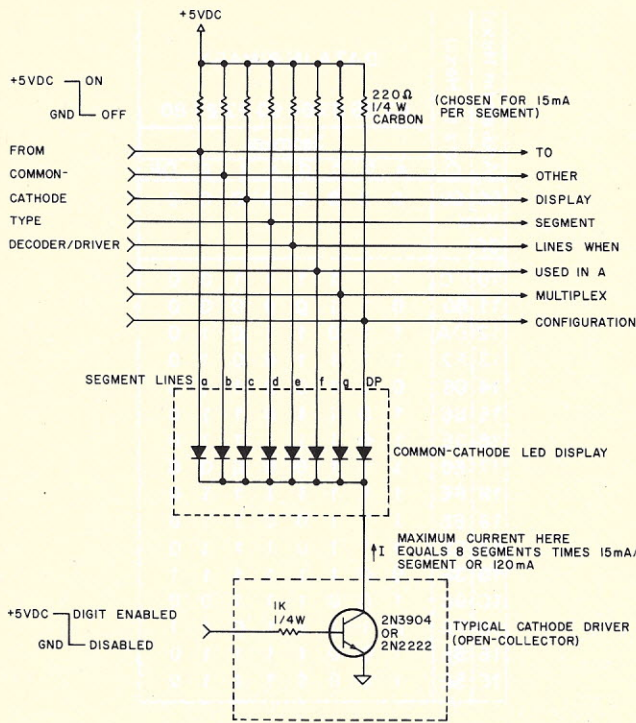 +5VDC
+5VDC ON
GND OFF
220Ω
1/4 W
CARBON
(CHOSEN FOR 15mA
PER SEGMENT)
FROM
COMMON-
CATHODE
TYPE
DECODER/DRIVER
TO
OTHER
DISPLAY
SEGMENT
LINES WHEN
USED IN A
MULTIPLEX
CONFIGURATION
SEGMENT LINES a b c d e f g DP
COMMON-CATHODE LED DISPLAY
I
MAXIMUM CURRENT HERE
EQUALS 8 SEGMENTS TIMES 15mA/
SEGMENT OR 120mA
+5VDC DIGIT ENABLED
GND DISABLED
1K
1/4W
2N3904
OR
2N2222
TYPICAL CATHODE DRIVER
(OPEN-COLLECTOR)